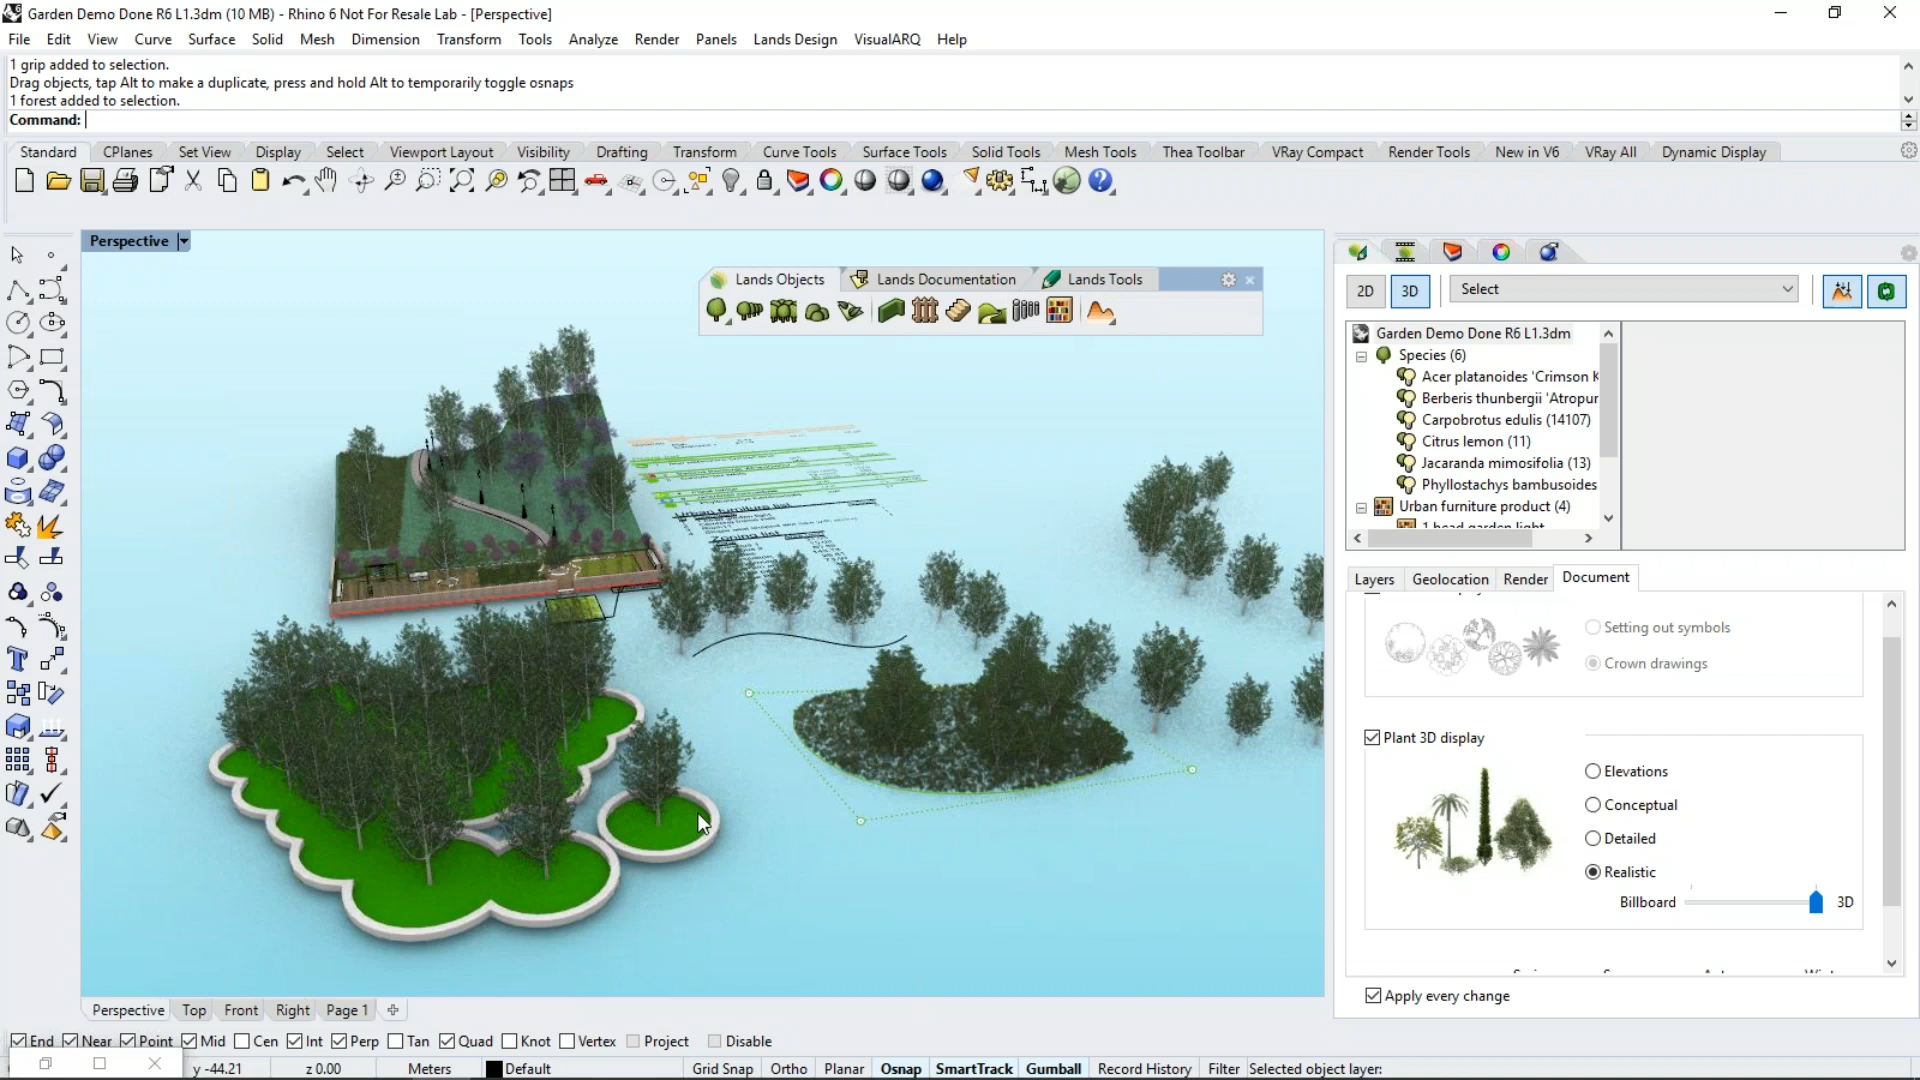 Garden Demo Done R6 L1.3dm (10 MB) - Rhino 6 Not For Resale Lab - [Perspective]
File Edit View Curve Surface Solid Mesh Dimension Transform Tools Analyze Render Panels Lands Design VisualARQ Help
1 grip added to selection.
Drag objects, tap Alt to make a duplicate, press and hold Alt to temporarily toggle osnaps
1 forest added to selection.
Command:
Standard CPlanes Set View Display Select Viewport Layout Visibility Drafting Transform Curve Tools Surface Tools Solid Tools Mesh Tools Thea Toolbar VRay Compact Render Tools New in V6 VRay All Dynamic Display
Perspective
Lands Objects Lands Documentation Lands Tools
2D 3D Select
Garden Demo Done R6 L1.3dm
Species (6)
Acer platanoides 'Crimson K
Berberis thunbergii 'Atropur
Carpobrotus edulis (14107)
Citrus lemon (11)
Jacaranda mimosifolia (13)
Phyllostachys bambusoides
Urban furniture product (4)
1 head garden light
Urban furniture list
Zoning list
Layers Geolocation Render Document
Setting out symbols
Crown drawings
Plant 3D display
Elevations
Conceptual
Detailed
Realistic
Billboard 3D
Apply every change
Perspective Top Front Right Page 1
End Near Point Mid Cen Int Perp Tan Quad Knot Vertex Project Disable
y -44.21 z 0.00 Meters Default Grid Snap Ortho Planar Osnap SmartTrack Gumball Record History Filter Selected object layer: